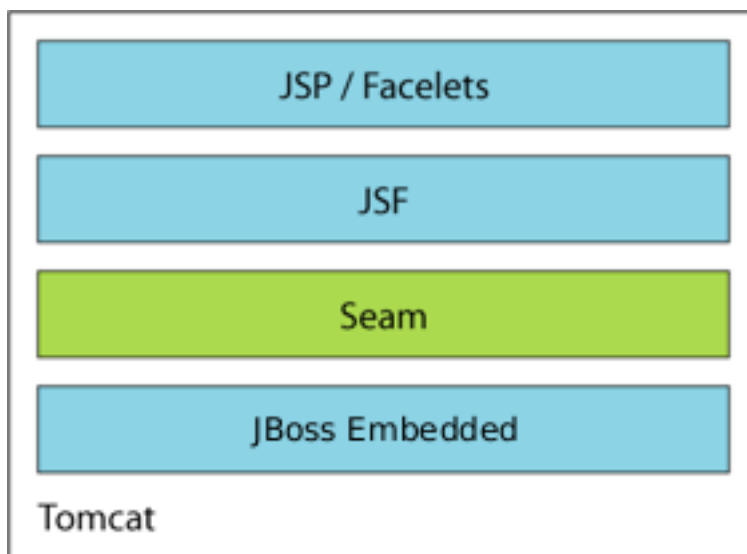 JSP / Facelets
JSF
Seam
JBoss Embedded
Tomcat